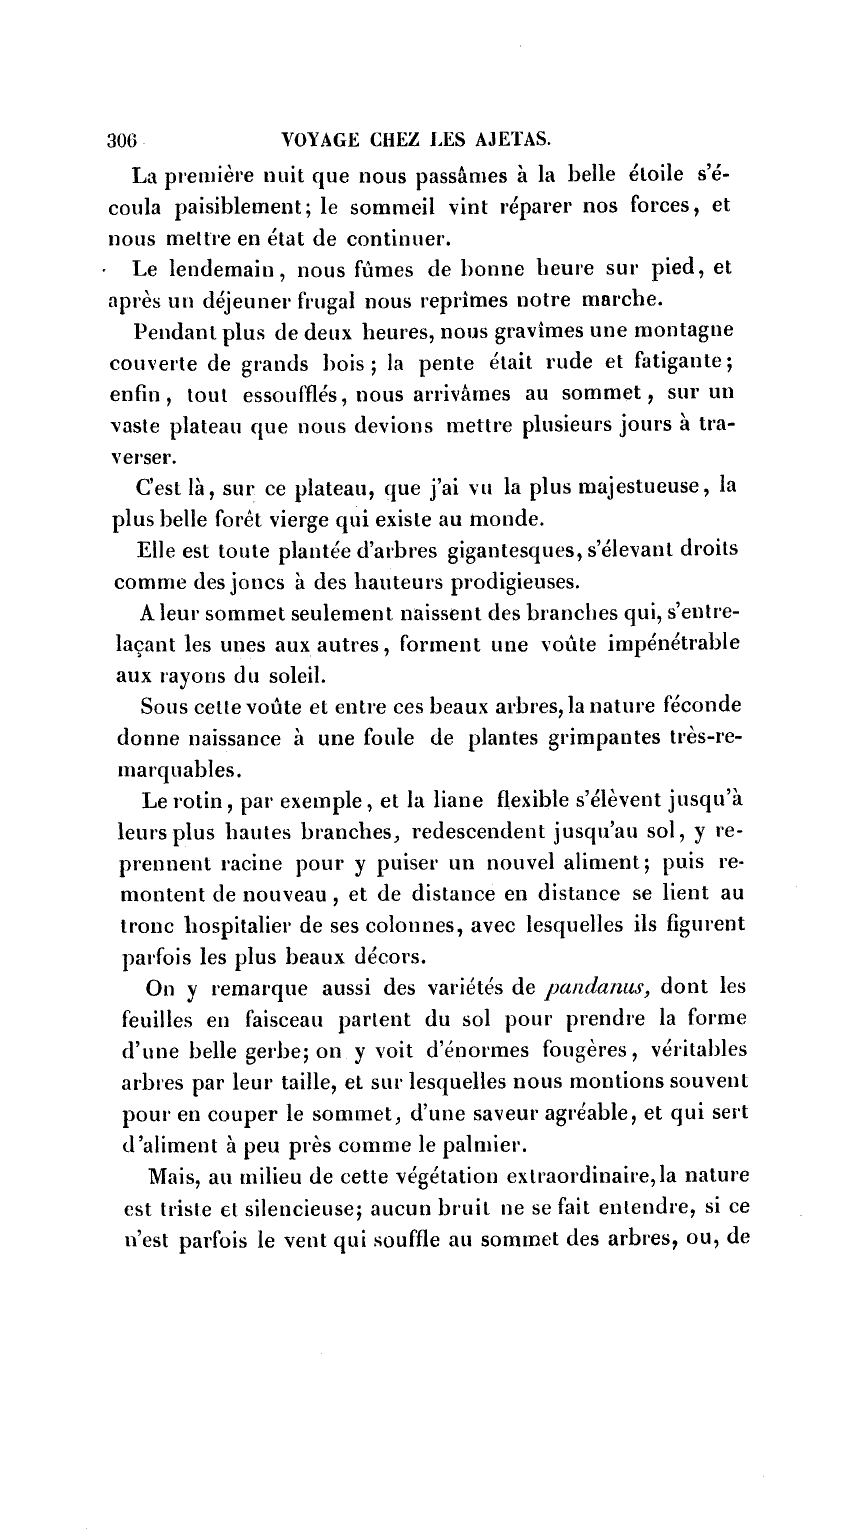 306 VOYAGE CHEZ LES AJETAS.
La première nuit que nous passâmes à la belle étoile s'é-
coula paisiblement; le sommeil vint réparer nos forces, et
nous mettre en état de continuer.
Le lendemain, nous fûmes de bonne heure sur pied, et
après un déjeuner frugal nous reprîmes notre marche.
Pendant plus de deux heures, nous gravîmes une montagne
couverte de grands bois; la pente était rude et fatigante;
enfin, tout essoufflés, nous arrivâmes au sommet, sur un
vaste plateau que nous devions mettre plusieurs jours à tra-
verser.
C'est là, sur ce plateau, que j'ai vu la plus majestueuse, la
plus belle forêt vierge qui existe au monde.
Elle est toute plantée d'arbres gigantesques, s'élevant droits
comme des joncs à des hauteurs prodigieuses.
A leur sommet seulement naissent des branches qui, s'entre-
laçant les unes aux autres, forment une voûte impénétrable
aux rayons du soleil.
Sous cette voûte et entre ces beaux arbres, la nature féconde
donne naissance à une foule de plantes grimpantes très-re-
marquables.
Le rotin, par exemple, et la liane flexible s'élèvent jusqu'à
leurs plus hautes branches, redescendent jusqu'au sol, y re-
prennent racine pour y puiser un nouvel aliment; puis re-
montent de nouveau, et de distance en distance se lient au
tronc hospitalier de ses colonnes, avec lesquelles ils figurent
parfois les plus beaux décors.
On y remarque aussi des variétés de pandanus, dont les
feuilles en faisceau partent du sol pour prendre la forme
d'une belle gerbe; on y voit d'énormes fougères, véritables
arbres par leur taille, et sur lesquelles nous montions souvent
pour en couper le sommet, d'une saveur agréable, et qui sert
d'aliment à peu près comme le palmier.
Mais, au milieu de cette végétation extraordinaire, la nature
est triste et silencieuse; aucun bruit ne se fait entendre, si ce
n'est parfois le vent qui souffle au sommet des arbres, ou, de